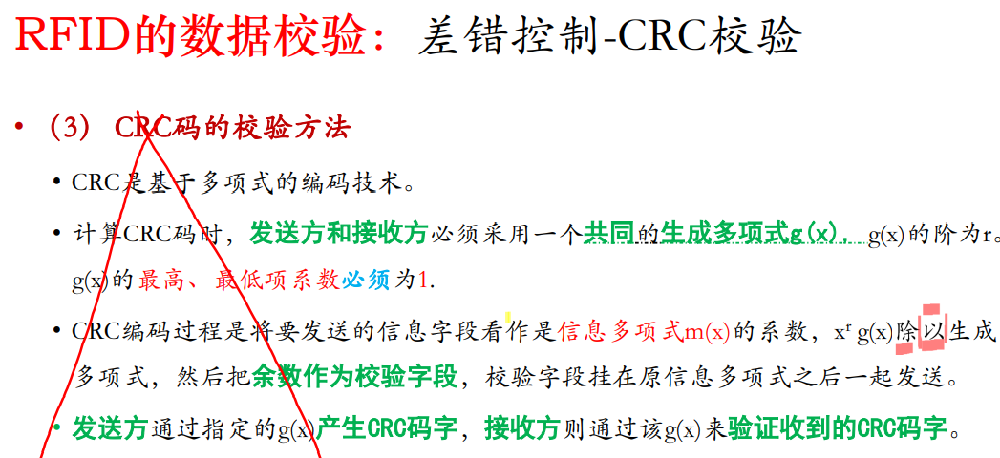 RFID的数据校验：差错控制-CRC校验
• （3） CRC码的校验方法
• CRC是基于多项式的编码技术。
• 计算CRC码时，发送方和接收方必须采用一个共同的生成多项式g(x)，g(x)的阶为r。
g(x)的最高、最低项系数必须为1.
• CRC编码过程是将要发送的信息字段看作是信息多项式m(x)的系数，xʳ g(x)除以生成
多项式，然后把余数作为校验字段，校验字段挂在原信息多项式之后一起发送。
• 发送方通过指定的g(x)产生CRC码字，接收方则通过该g(x)来验证收到的CRC码字。